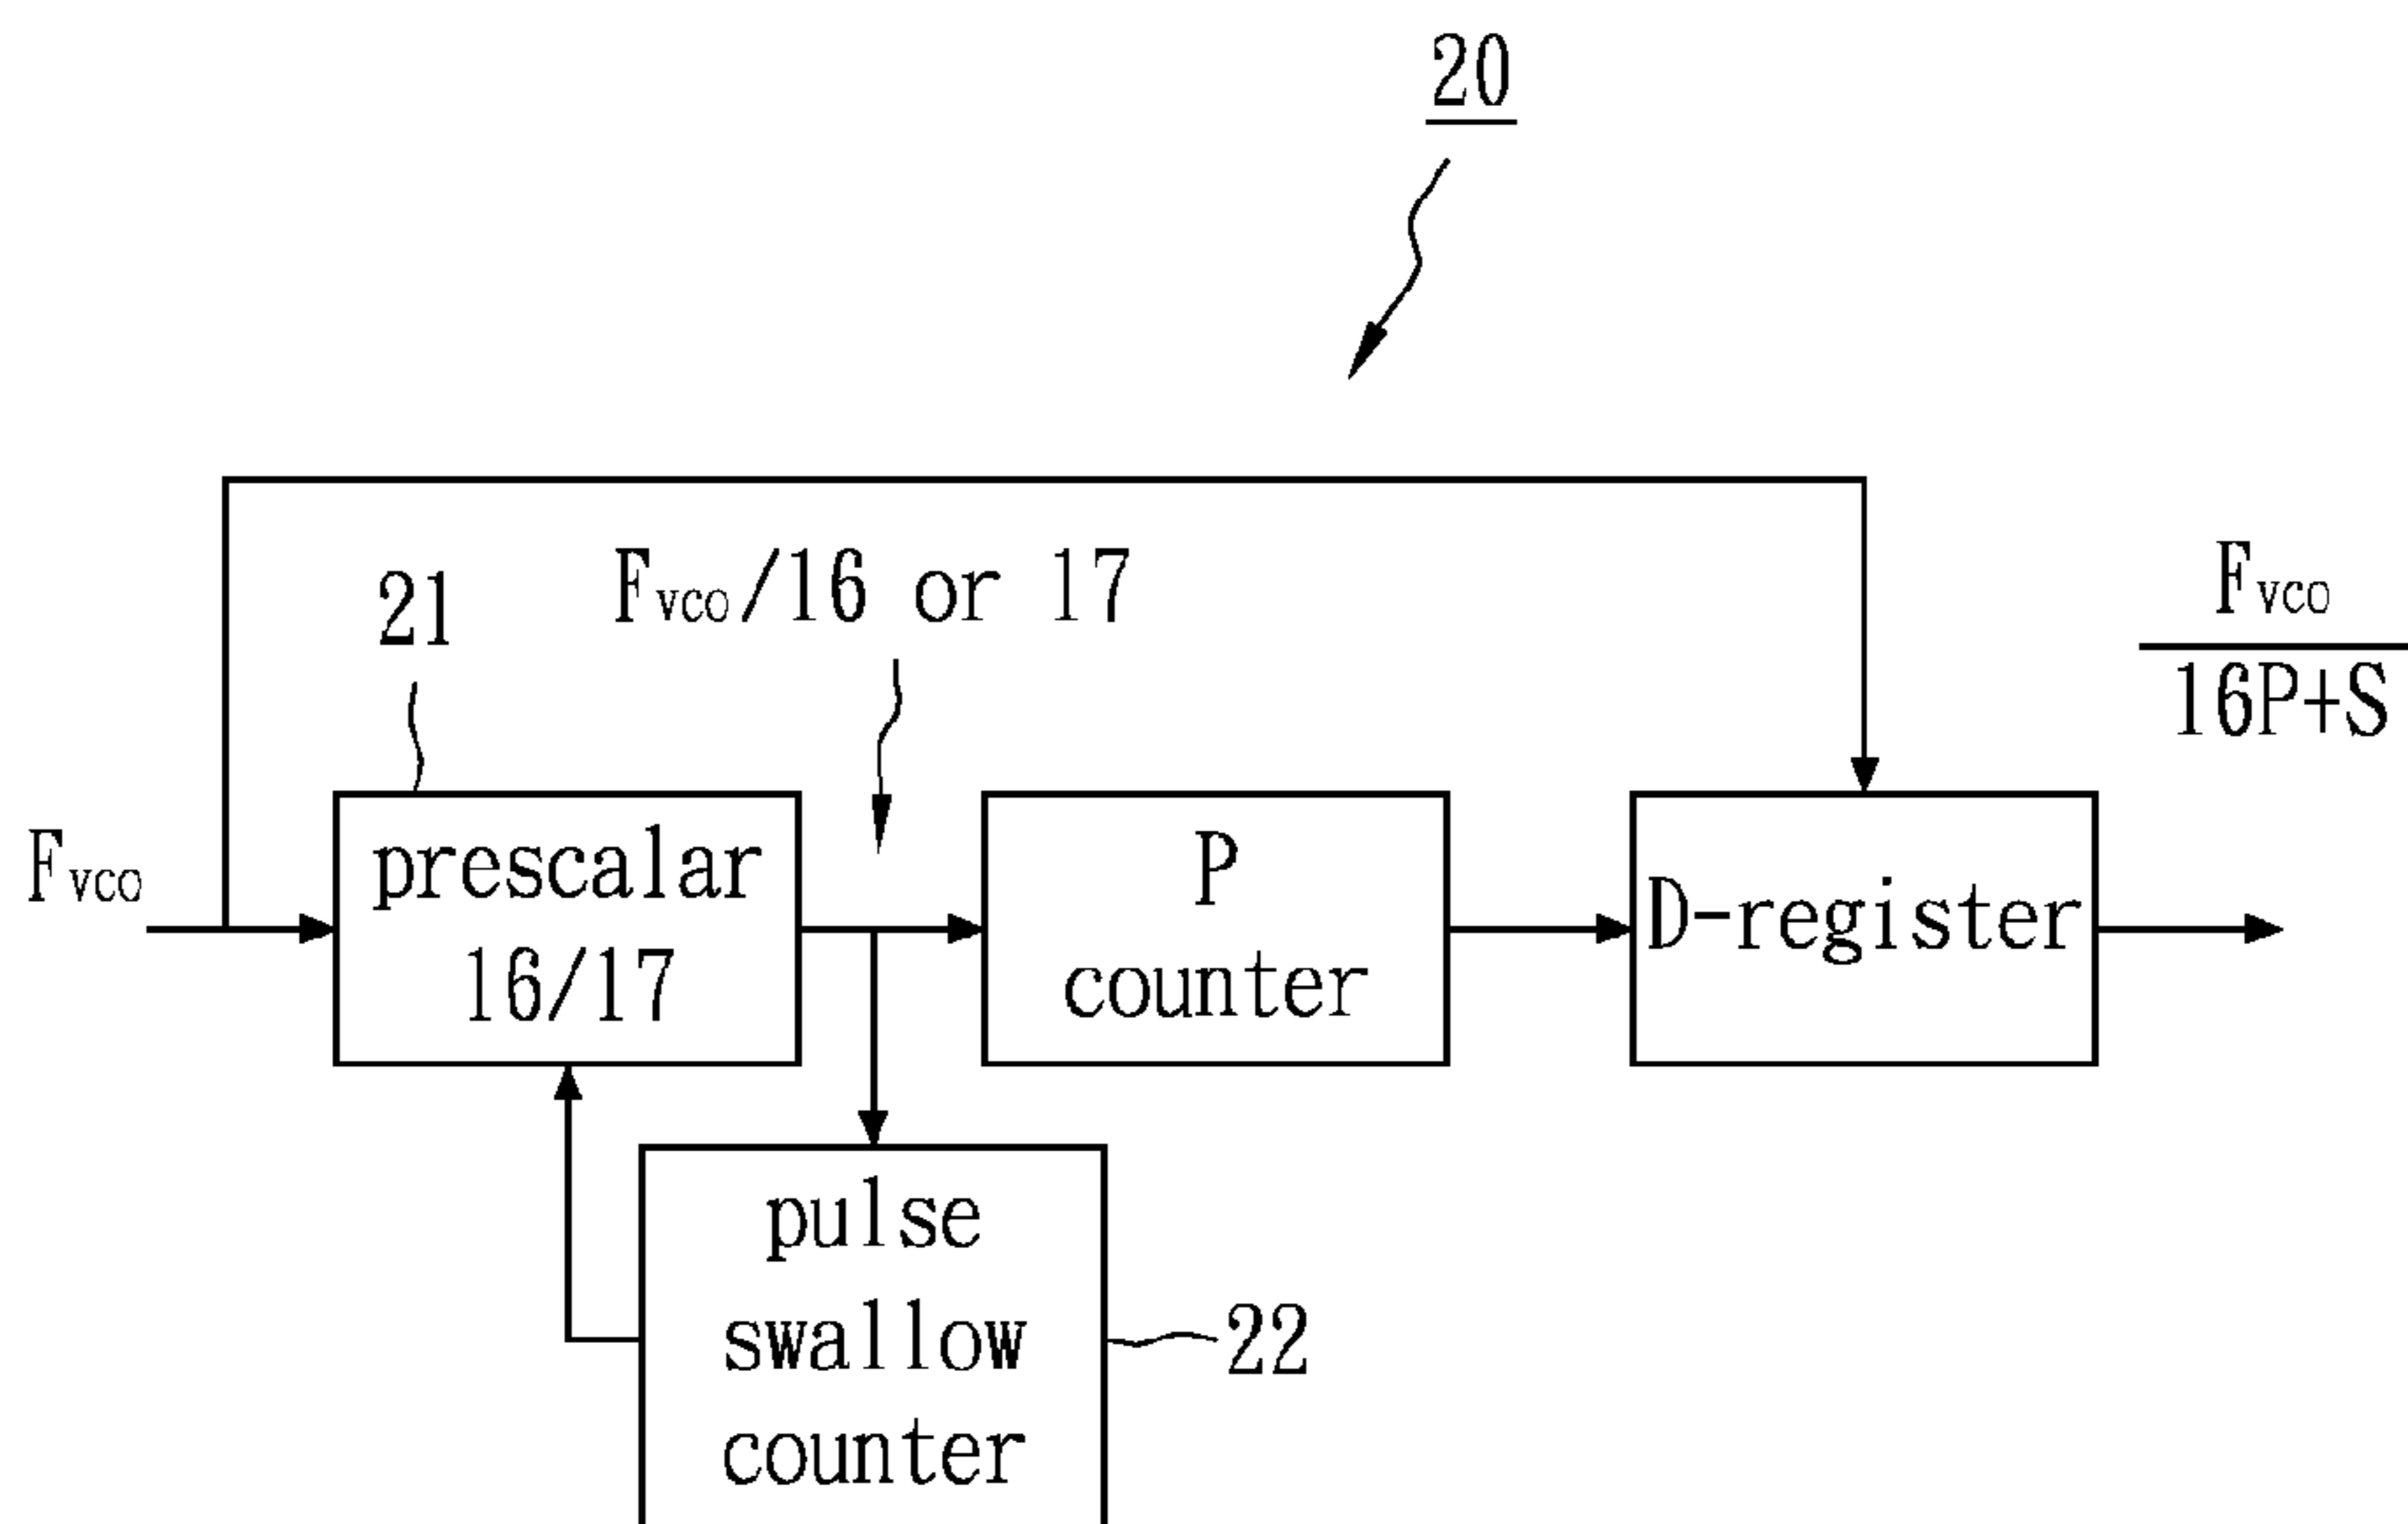 20
21
Fvco/16 or 17
Fvco
16P+S
Fvco
prescalar
16/17
P
counter
D-register
pulse
swallow
counter
22